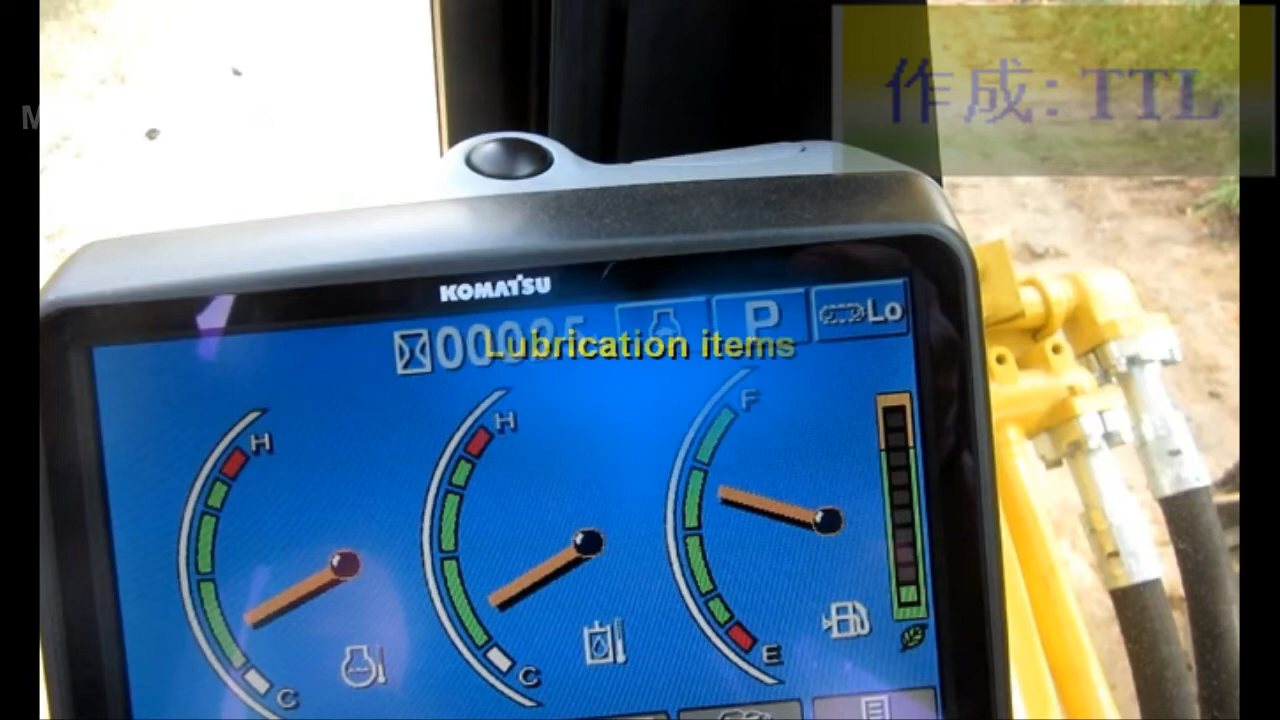 作成: TTL
KOMATSU
P
Lo
Lubrication items
H
H
F
C
C
E